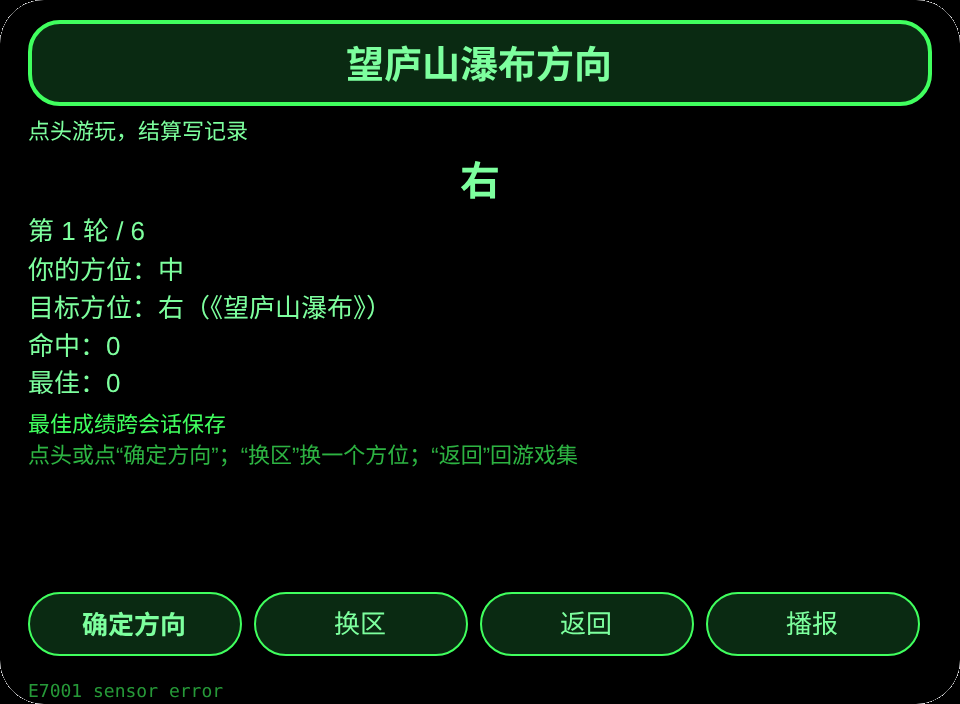 望庐山瀑布方向
点头游玩，结算写记录
右
第 1 轮 / 6
你的方位：中
目标方位：右（《望庐山瀑布》）
命中：0
最佳：0
最佳成绩跨会话保存
点头或点“确定方向”；“换区”换一个方位；“返回”回游戏集
确定方向
换区
返回
播报
E7001 sensor error